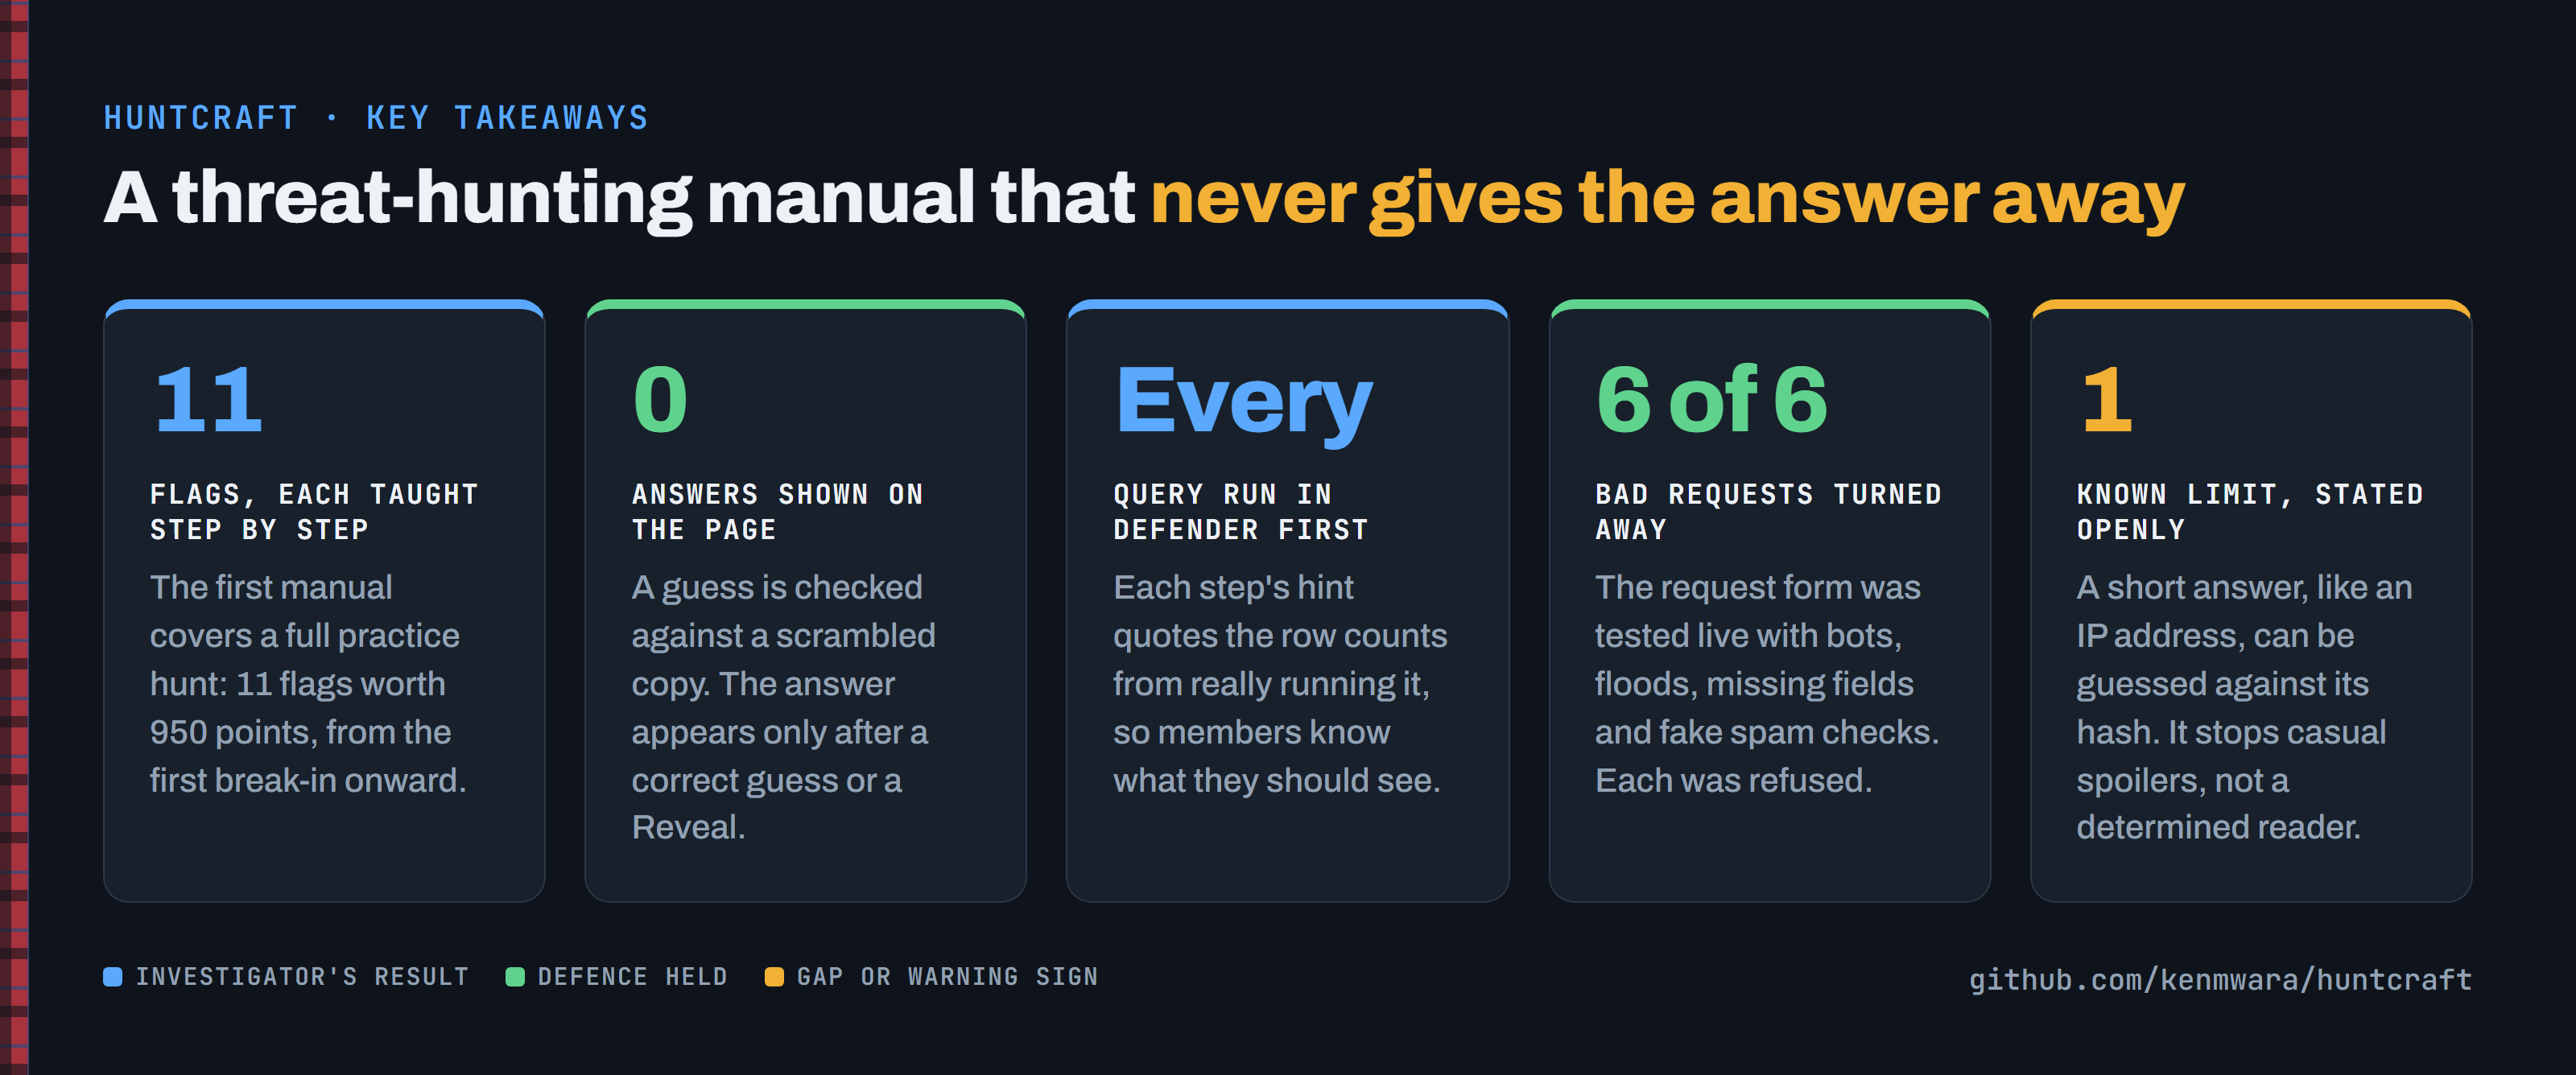 HUNTCRAFT · KEY TAKEAWAYS
A threat-hunting manual that never gives the answer away
11
FLAGS, EACH TAUGHT
STEP BY STEP
The first manual
covers a full practice
hunt: 11 flags worth
950 points, from the
first break-in onward.
0
ANSWERS SHOWN ON
THE PAGE
A guess is checked
against a scrambled
copy. The answer
appears only after a
correct guess or a
Reveal.
Every
QUERY RUN IN
DEFENDER FIRST
Each step's hint
quotes the row counts
from really running it,
so members know
what they should see.
6 of 6
BAD REQUESTS TURNED
AWAY
The request form was
tested live with bots,
floods, missing fields
and fake spam checks.
Each was refused.
1
KNOWN LIMIT, STATED
OPENLY
A short answer, like an
IP address, can be
guessed against its
hash. It stops casual
spoilers, not a
determined reader.
INVESTIGATOR'S RESULT
DEFENCE HELD
GAP OR WARNING SIGN
github.com/kenmwara/huntcraft